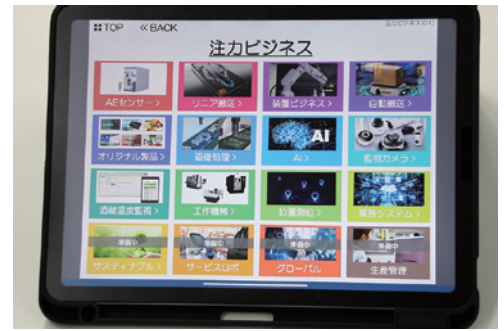 TOP
≪BACK
注力ビジネス
AEセンサー＞
リニア搬送＞
装置ビジネス＞
自動搬送＞
オリジナル製品＞
画像処理＞
AI
AI＞
監視カメラ＞
過蔵温度監視＞
工作機械＞
位置測位＞
業務システム＞
準備中
準備中
準備中
準備中
サスティナブル＞
サービスロボ
グローバル
生産管理